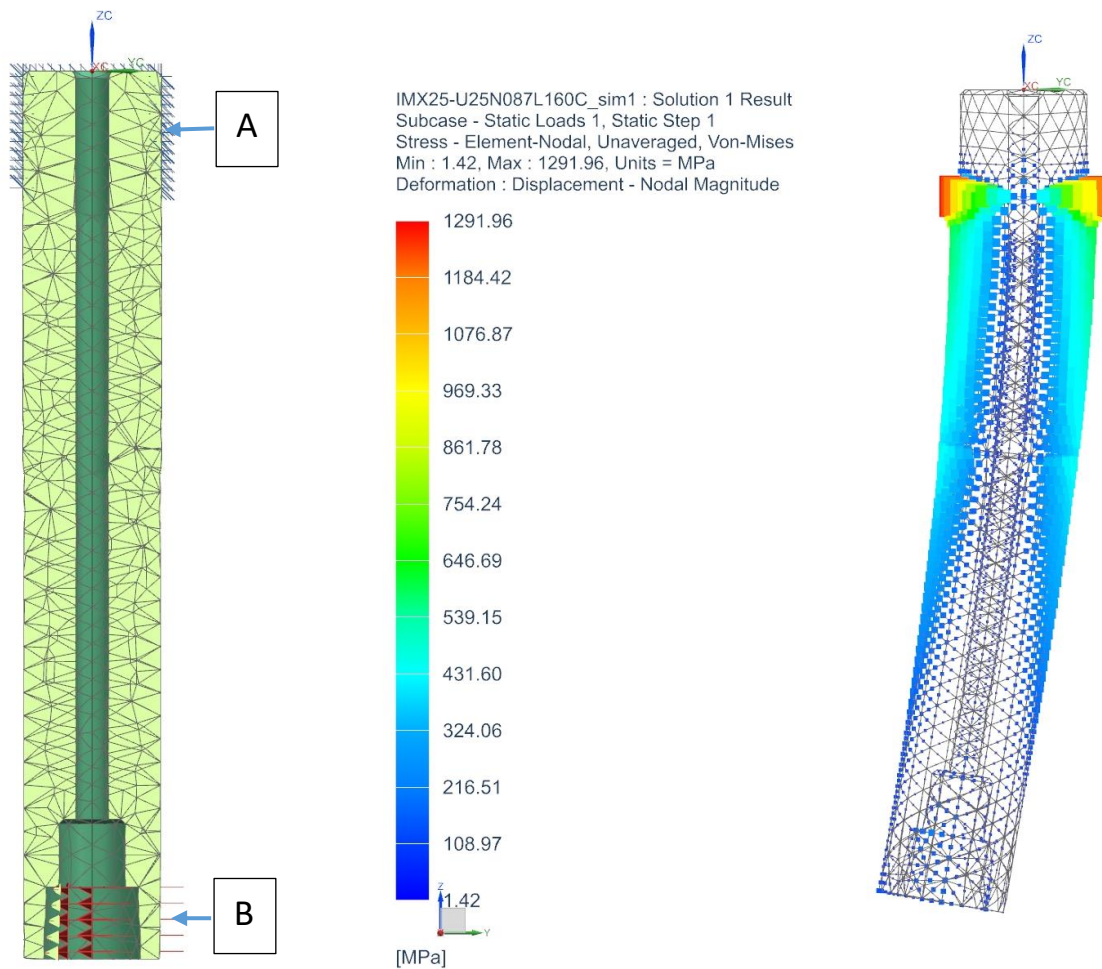 ZC
XC
YC
A
B
IMX25-U25N087L160C_sim1 : Solution 1 Result
Subcase - Static Loads 1, Static Step 1
Stress - Element-Nodal, Unaveraged, Von-Mises
Min : 1.42, Max : 1291.96, Units = MPa
Deformation : Displacement - Nodal Magnitude
1291.96
1184.42
1076.87
969.33
861.78
754.24
646.69
539.15
431.60
324.06
216.51
108.97
1.42
Z
Y
[MPa]
ZC
XC
YC